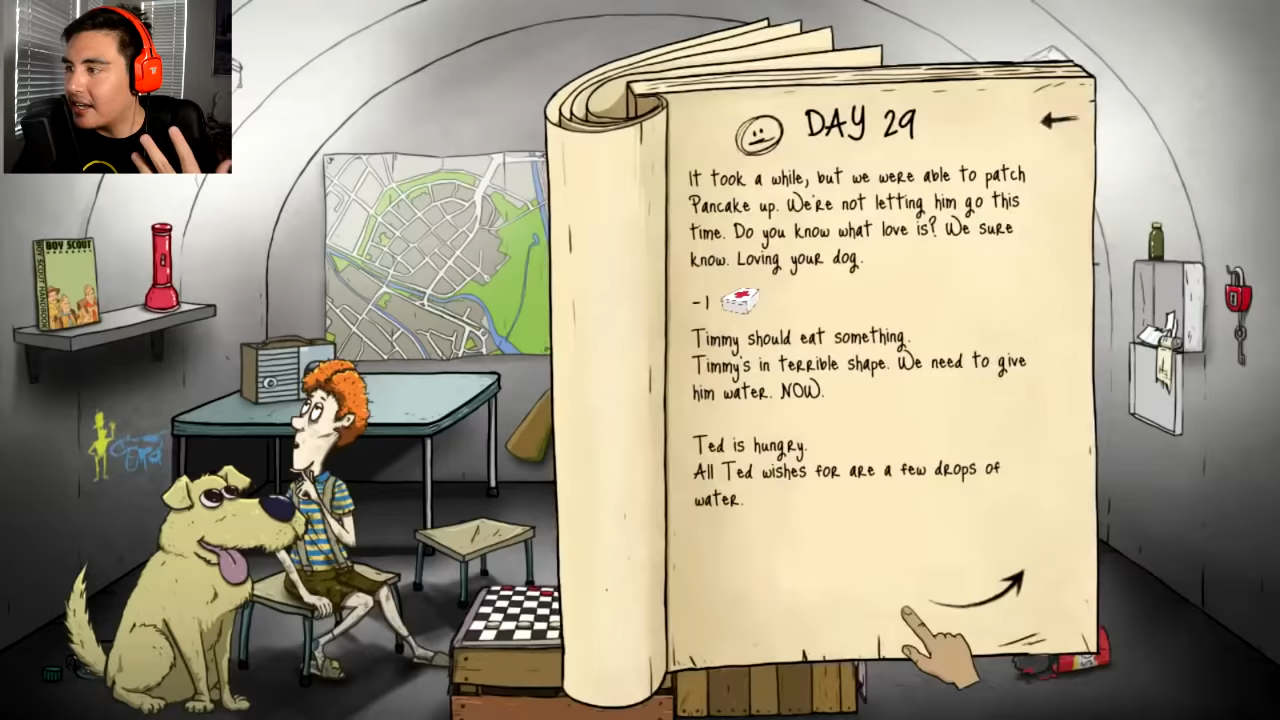 DAY 29
It took a while, but we were able to patch
Pancake up. We're not letting him go this
time. Do you know what love is? We sure
know. Loving your dog.
-1
Timmy should eat something.
Timmy's in terrible shape. We need to give
him water. NOW.
Ted is hungry.
All Ted wishes for are a few drops of
water.
BOY SCOUT
BOY SCOUT HANDBOOK